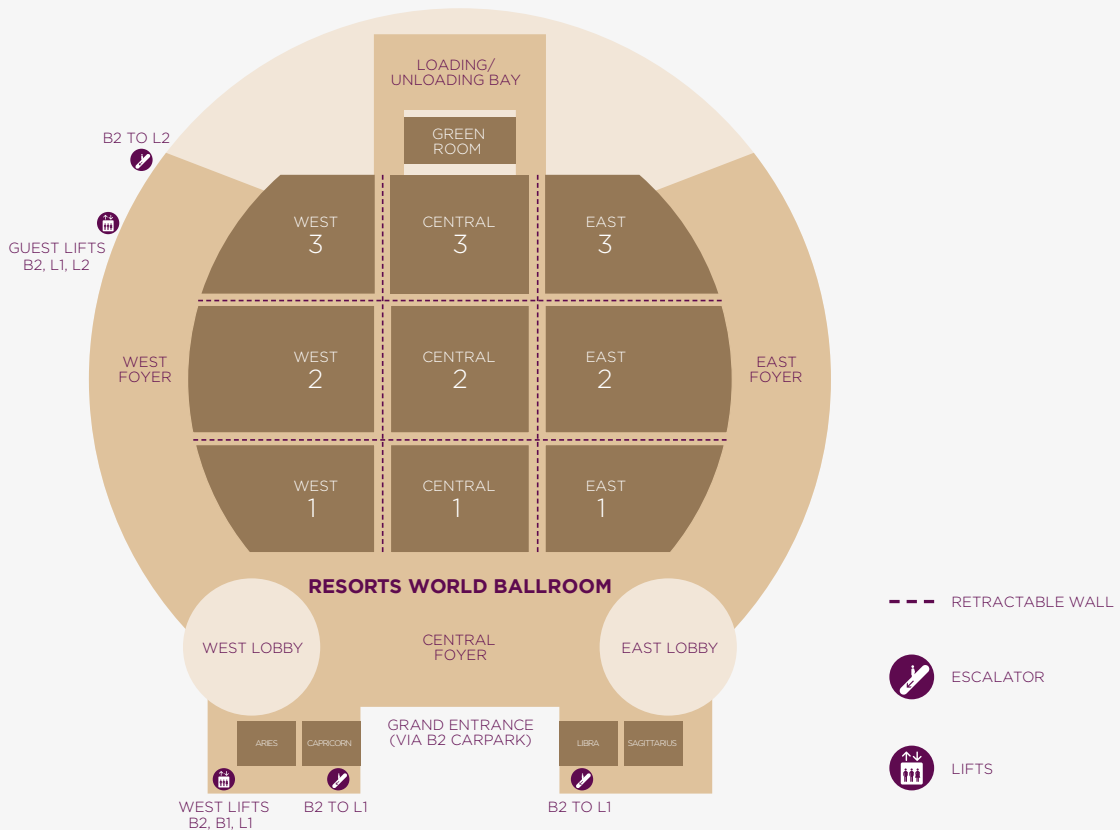 LOADING/
UNLOADING BAY
GREEN
ROOM
B2 TO L2
GUEST LIFTS
B2, L1, L2
WEST
3
CENTRAL
3
EAST
3
WEST
FOYER
WEST
2
CENTRAL
2
EAST
2
EAST
FOYER
WEST
1
CENTRAL
1
EAST
1
RESORTS WORLD BALLROOM
WEST LOBBY
CENTRAL
FOYER
EAST LOBBY
GRAND ENTRANCE
(VIA B2 CARPARK)
ARIES
CAPRICORN
LIBRA
SAGITTARIUS
WEST LIFTS
B2, B1, L1
B2 TO L1
B2 TO L1
RETRACTABLE WALL
ESCALATOR
LIFTS